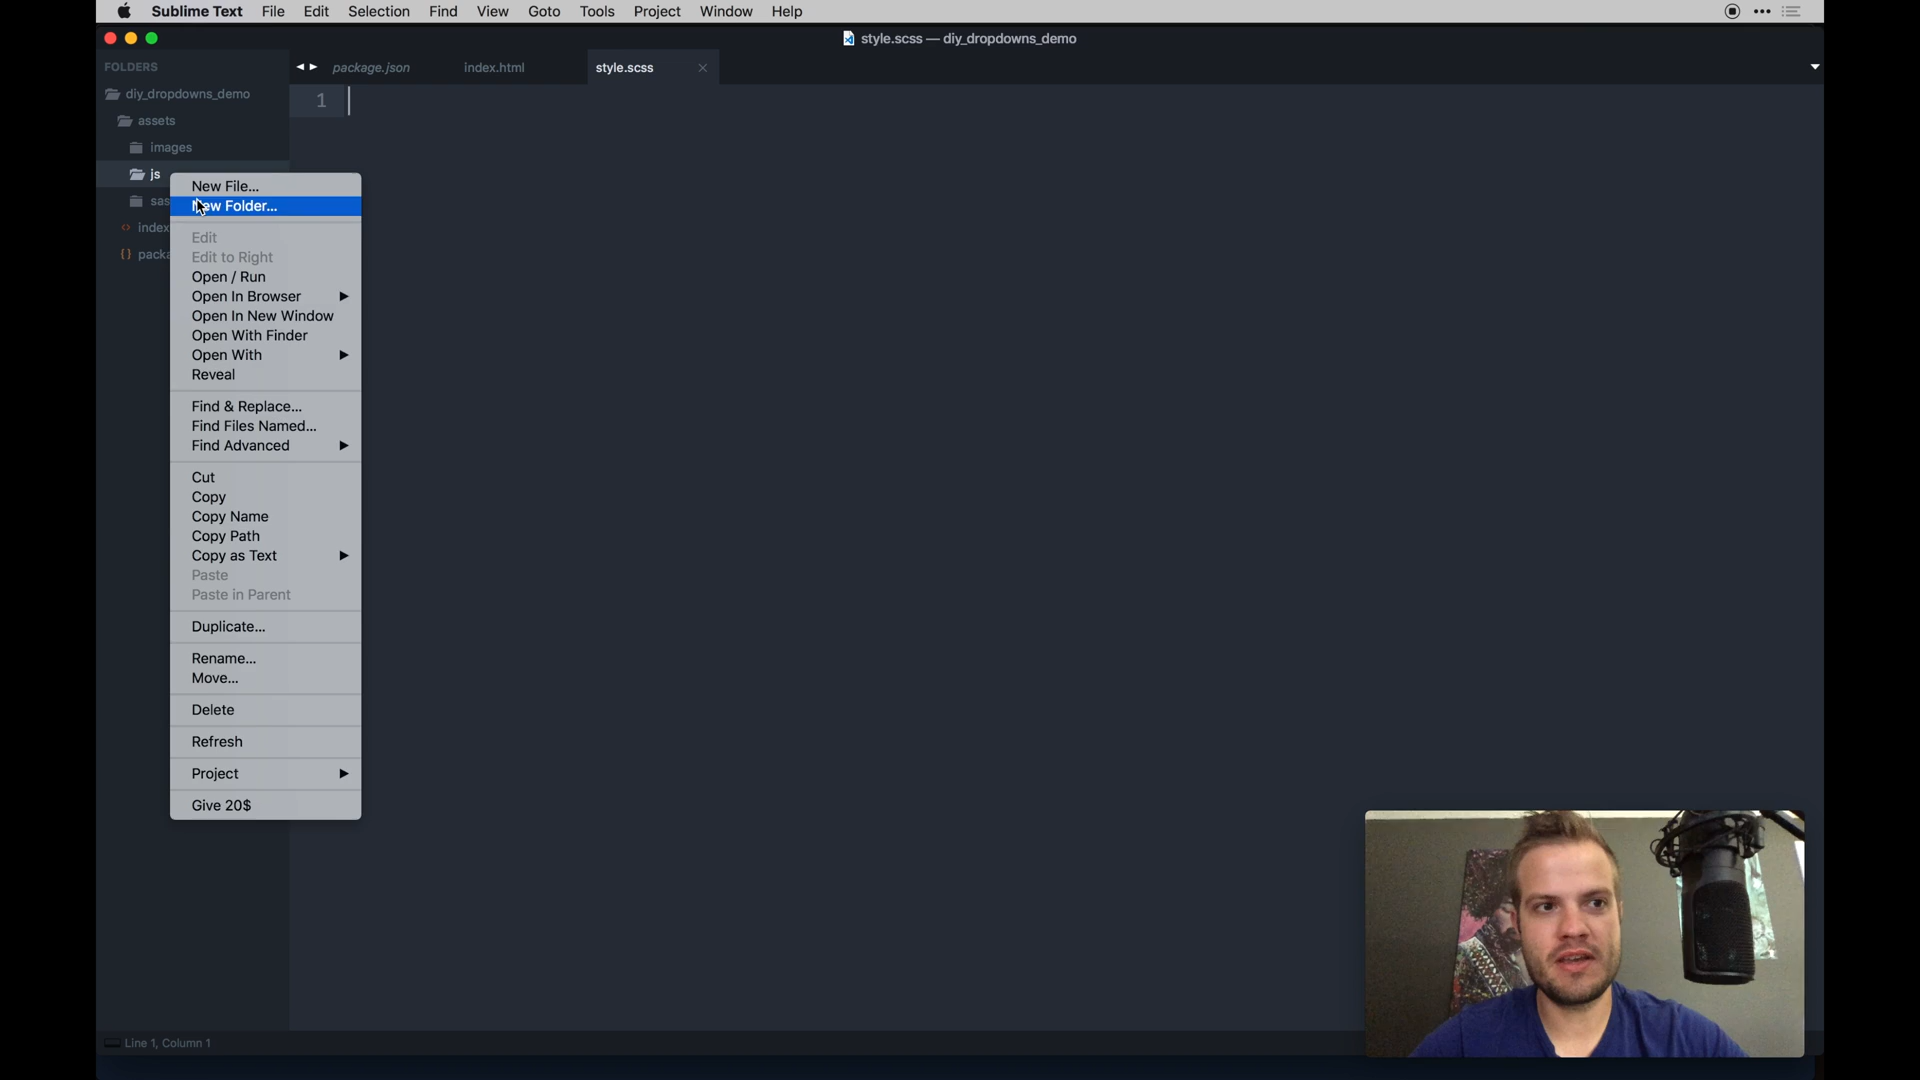 Sublime Text File Edit Selection Find View Goto Tools Project Window Help
style.scss — diy_dropdowns_demo
FOLDERS
package.json index.html style.scss
diy_dropdowns_demo
1
assets
images
js
sas
index
packa
New File...
New Folder...
Edit
Edit to Right
Open / Run
Open In Browser
Open In New Window
Open With Finder
Open With
Reveal
Find & Replace...
Find Files Named...
Find Advanced
Cut
Copy
Copy Name
Copy Path
Copy as Text
Paste
Paste in Parent
Duplicate...
Rename...
Move...
Delete
Refresh
Project
Give 20$
Line 1, Column 1